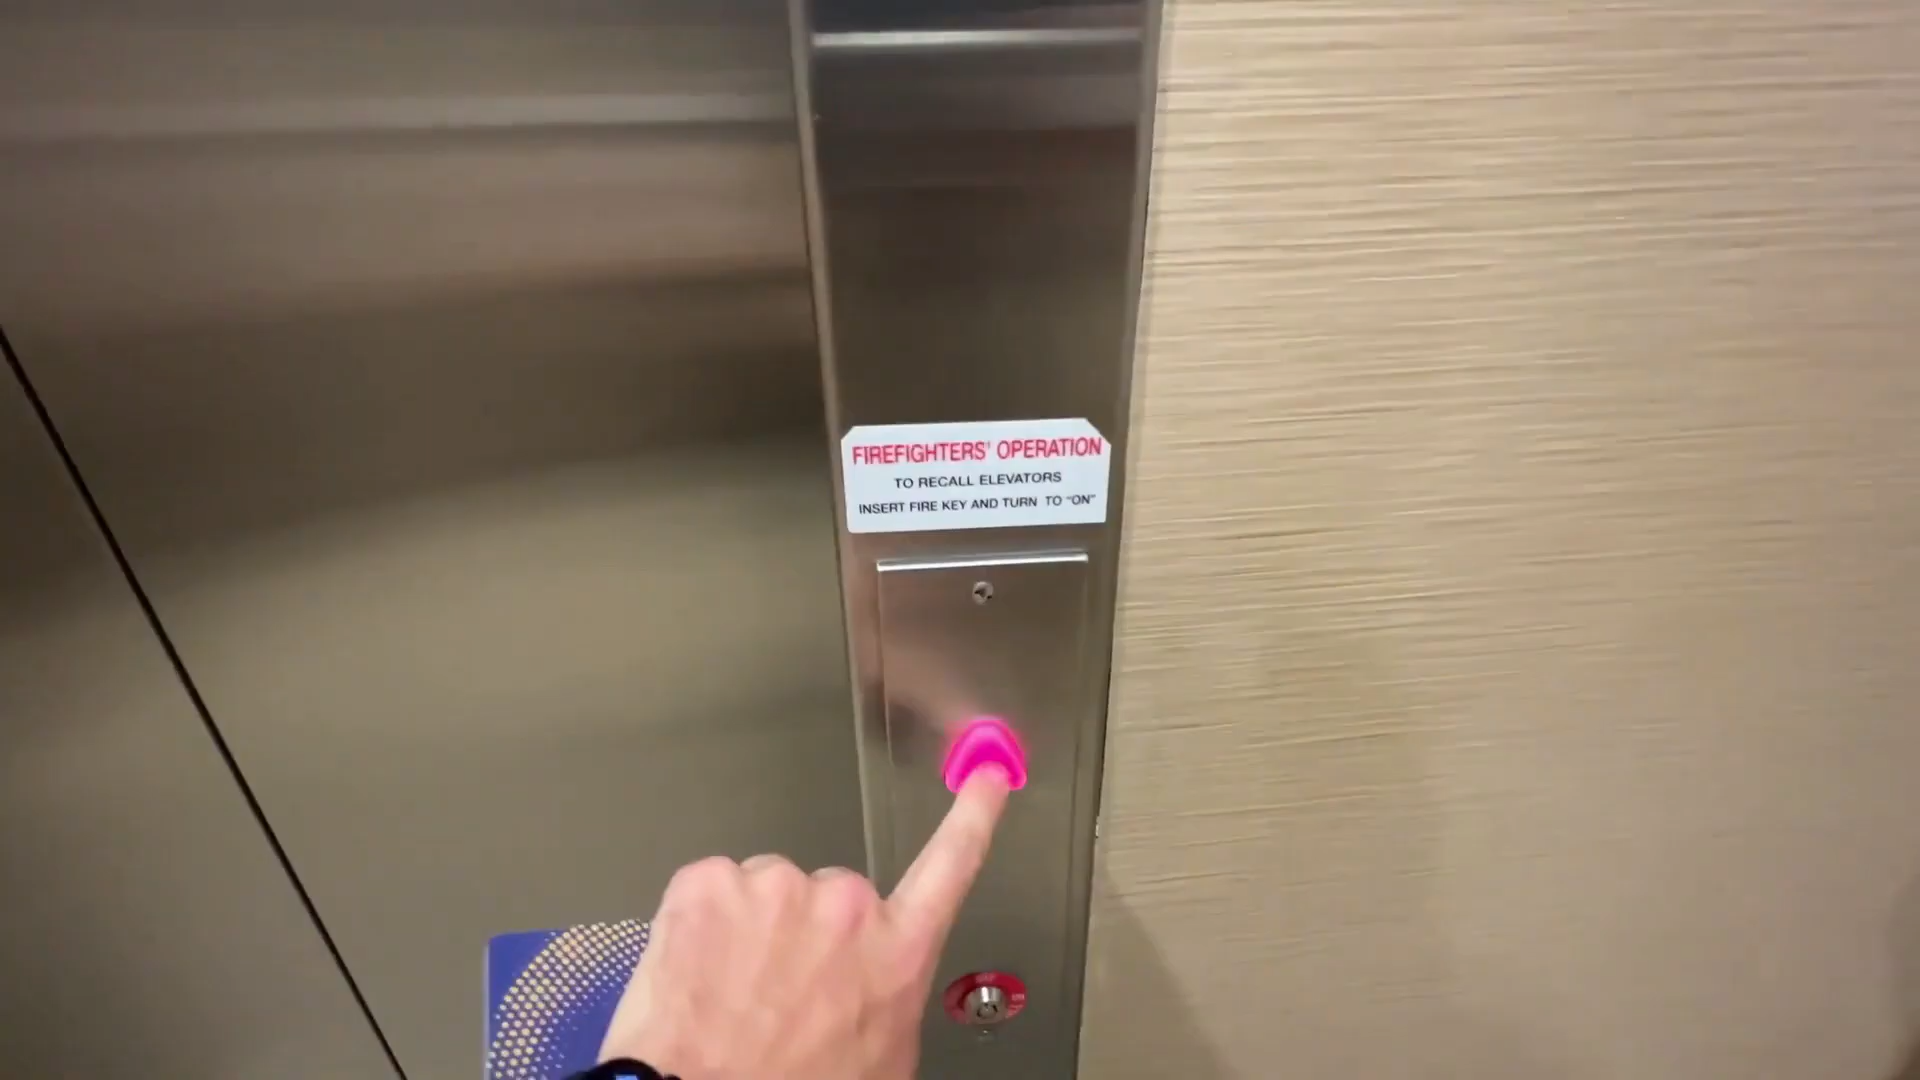 FIREFIGHTERS' OPERATION
TO RECALL ELEVATORS
INSERT FIRE KEY AND TURN TO "ON"